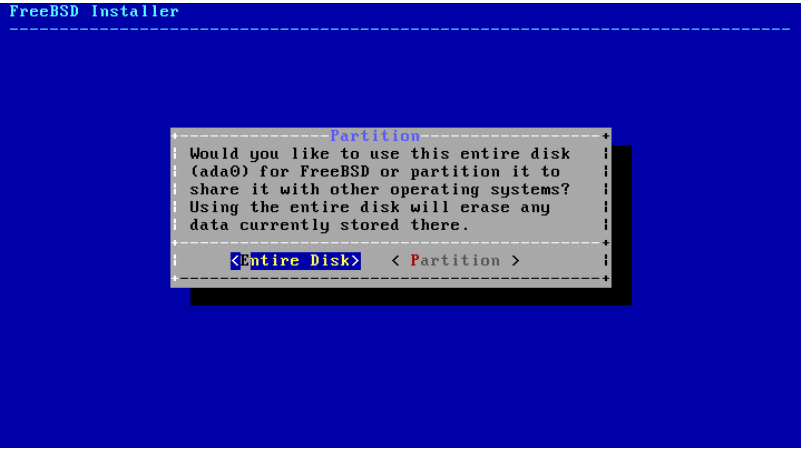 FreeBSD Installer
Partition
Would you like to use this entire disk
(ada0) for FreeBSD or partition it to
share it with other operating systems?
Using the entire disk will erase any
data currently stored there.
<Entire Disk> < Partition >